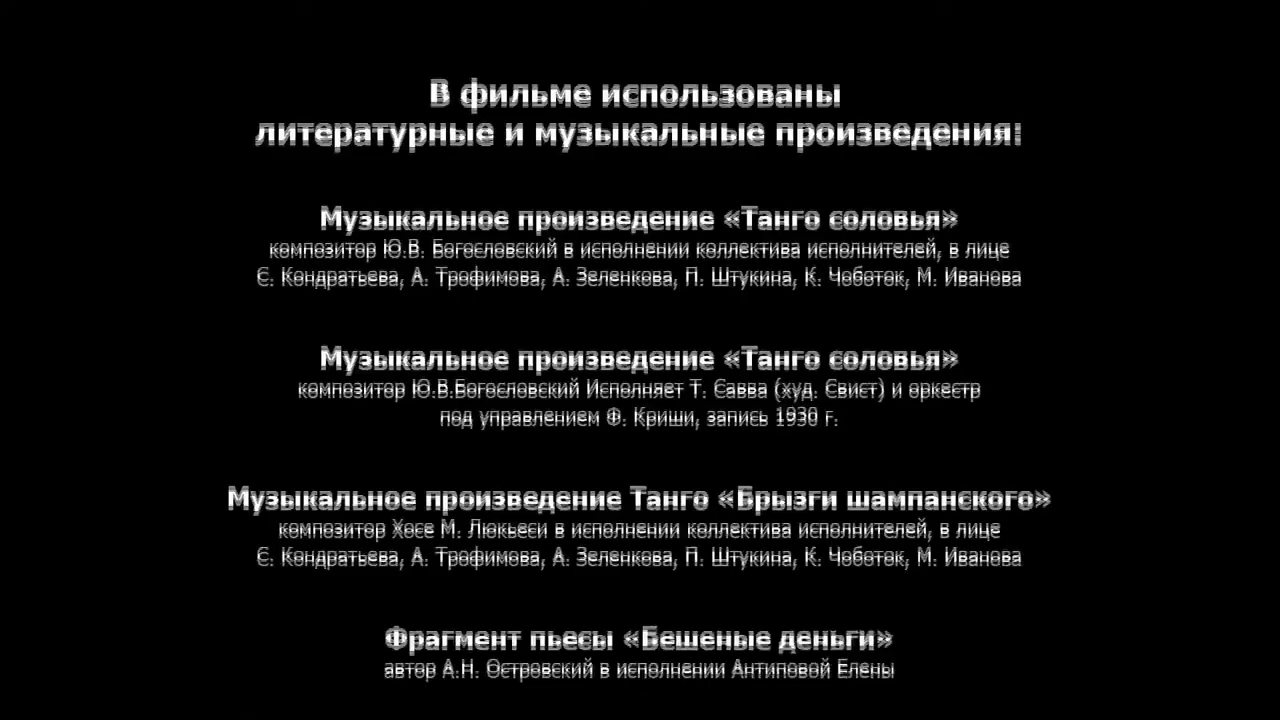 В фильме использованы
литературные и музыкальные произведения:
Музыкальное произведение «Танго соловья»
композитор Ю.В. Богословский в исполнении коллектива исполнителей, в лице
С. Кондратьева, А. Трофимова, А. Зеленкова, П. Штукина, К. Чоботок, М. Иванова
Музыкальное произведение «Танго соловья»
композитор Ю.В.Богословский Исполняет Т. Савва (худ. Свист) и оркестр
под управлением Ф. Криши, запись 1930 г.
Музыкальное произведение Танго «Брызги шампанского»
композитор Хосе М. Люкьеси в исполнении коллектива исполнителей, в лице
С. Кондратьева, А. Трофимова, А. Зеленкова, П. Штукина, К. Чоботок, М. Иванова
Фрагмент пьесы «Бешеные деньги»
автор А.Н. Островский в исполнении Антиповой Елены